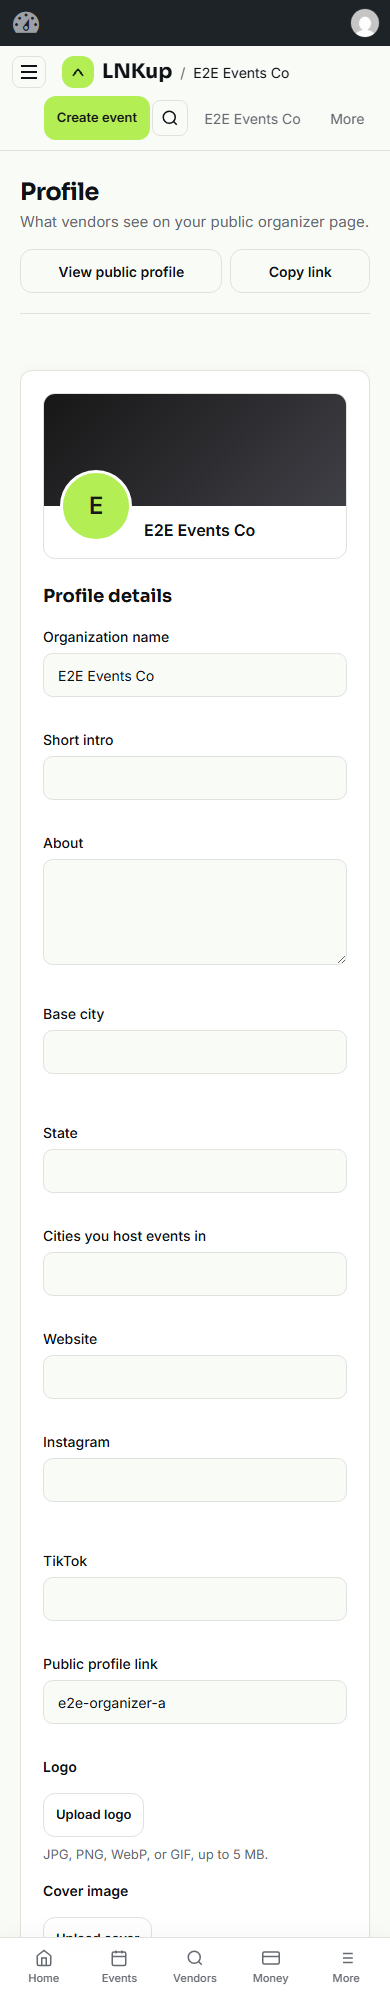 LNKup / E2E Events Co
Create event E2E Events Co More
Profile
What vendors see on your public organizer page.
View public profile Copy link
E
E2E Events Co
Profile details
Organization name
E2E Events Co
Short intro
About
Base city
State
Cities you host events in
Website
Instagram
TikTok
Public profile link
e2e-organizer-a
Logo
Upload logo
JPG, PNG, WebP, or GIF, up to 5 MB.
Cover image
Upload cover
Home Events Vendors Money More